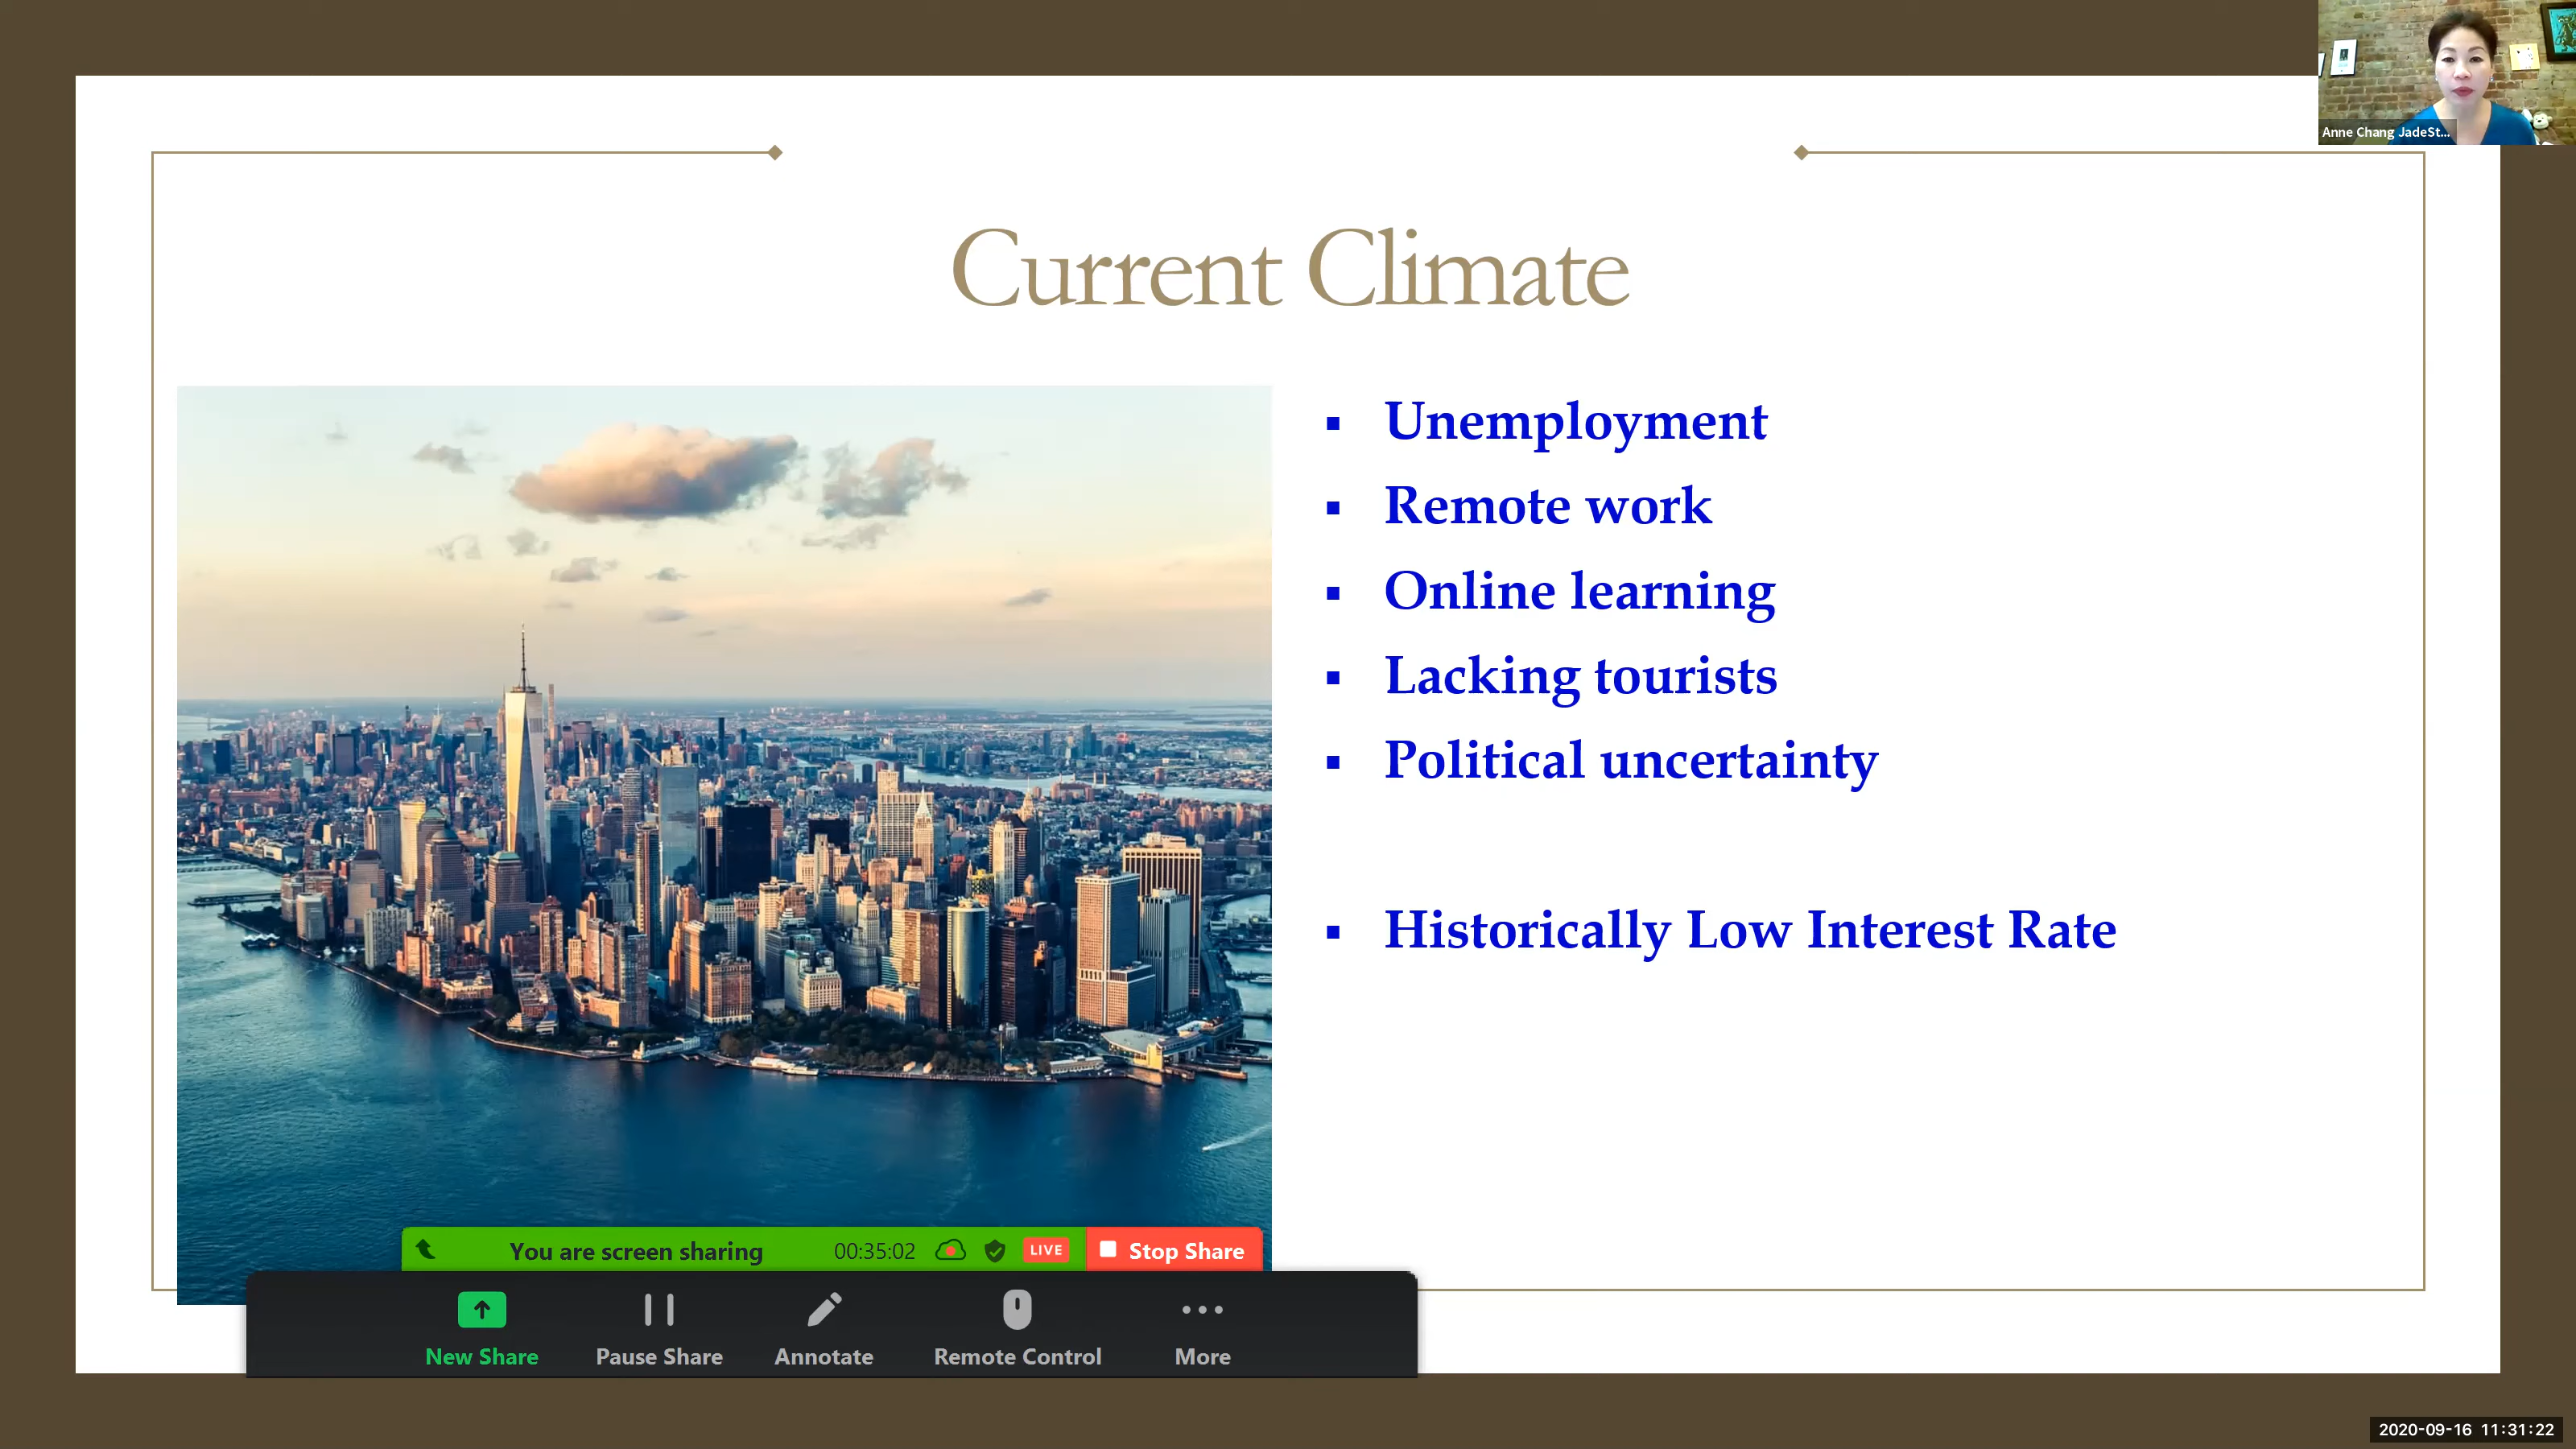 Anne Chang JadeSt...
Current Climate
▪ Unemployment
▪ Remote work
▪ Online learning
▪ Lacking tourists
▪ Political uncertainty
▪ Historically Low Interest Rate
You are screen sharing 00:35:02 LIVE Stop Share
New Share Pause Share Annotate Remote Control More
2020-09-16 11:31:22